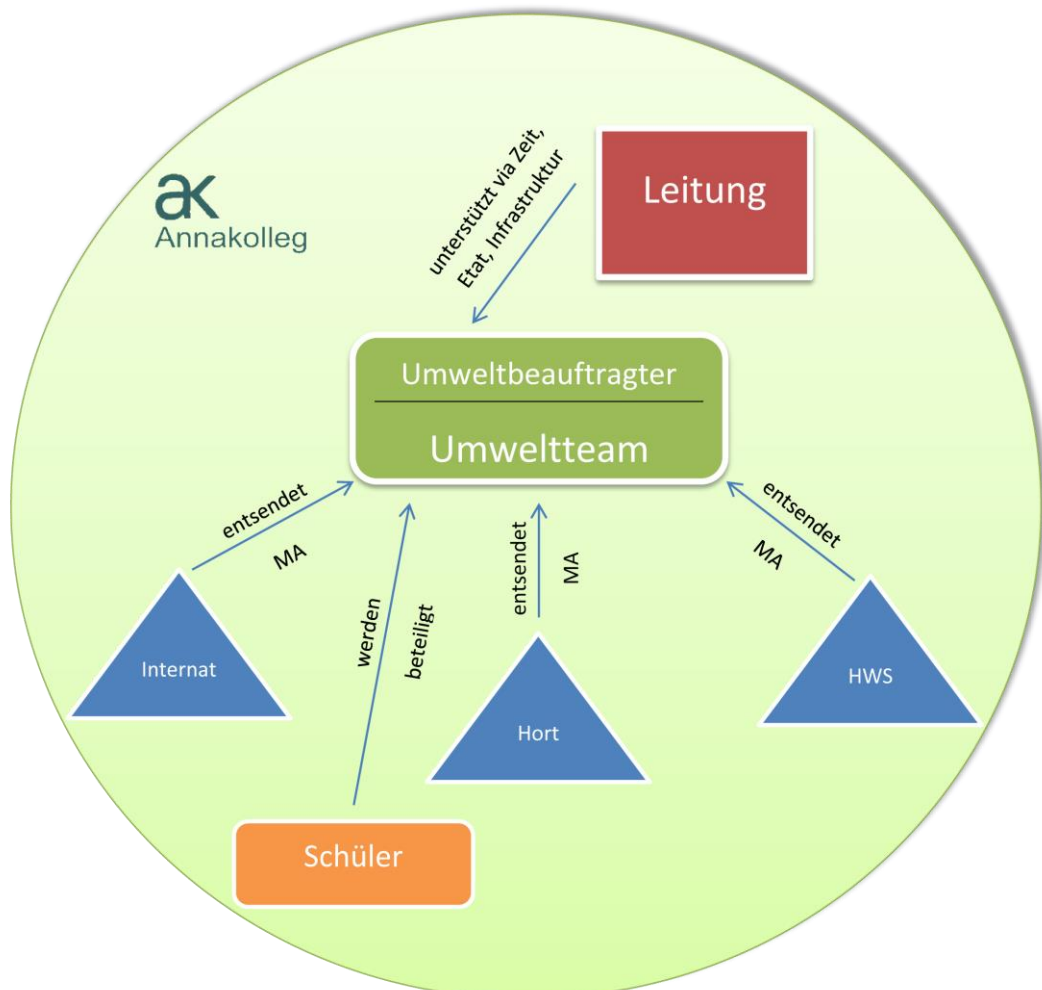 ak
Annakolleg
unterstützt via Zeit,
Etat, Infrastruktur
Leitung
Umweltbeauftragter
Umweltteam
entsendet
MA
werden
beteiligt
entsendet
MA
entsendet
MA
Internat
Hort
HWS
Schüler